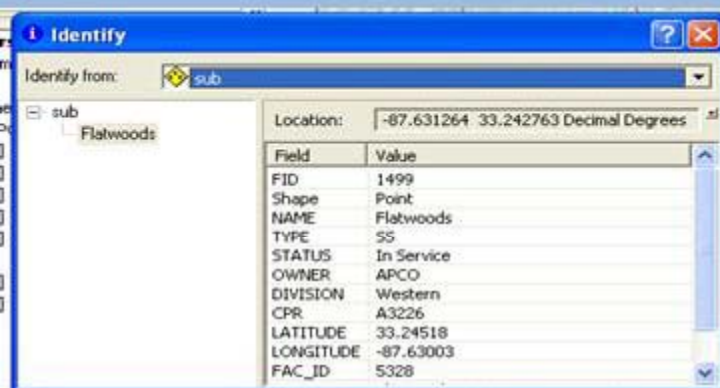 Identify
Identify from: sub
sub
Flatwoods
Location: -87.631264 33.242763 Decimal Degrees
Field Value
FID 1499
Shape Point
NAME Flatwoods
TYPE SS
STATUS In Service
OWNER APCO
DIVISION Western
CPR A3226
LATITUDE 33.24518
LONGITUDE -87.63003
FAC_ID 5328